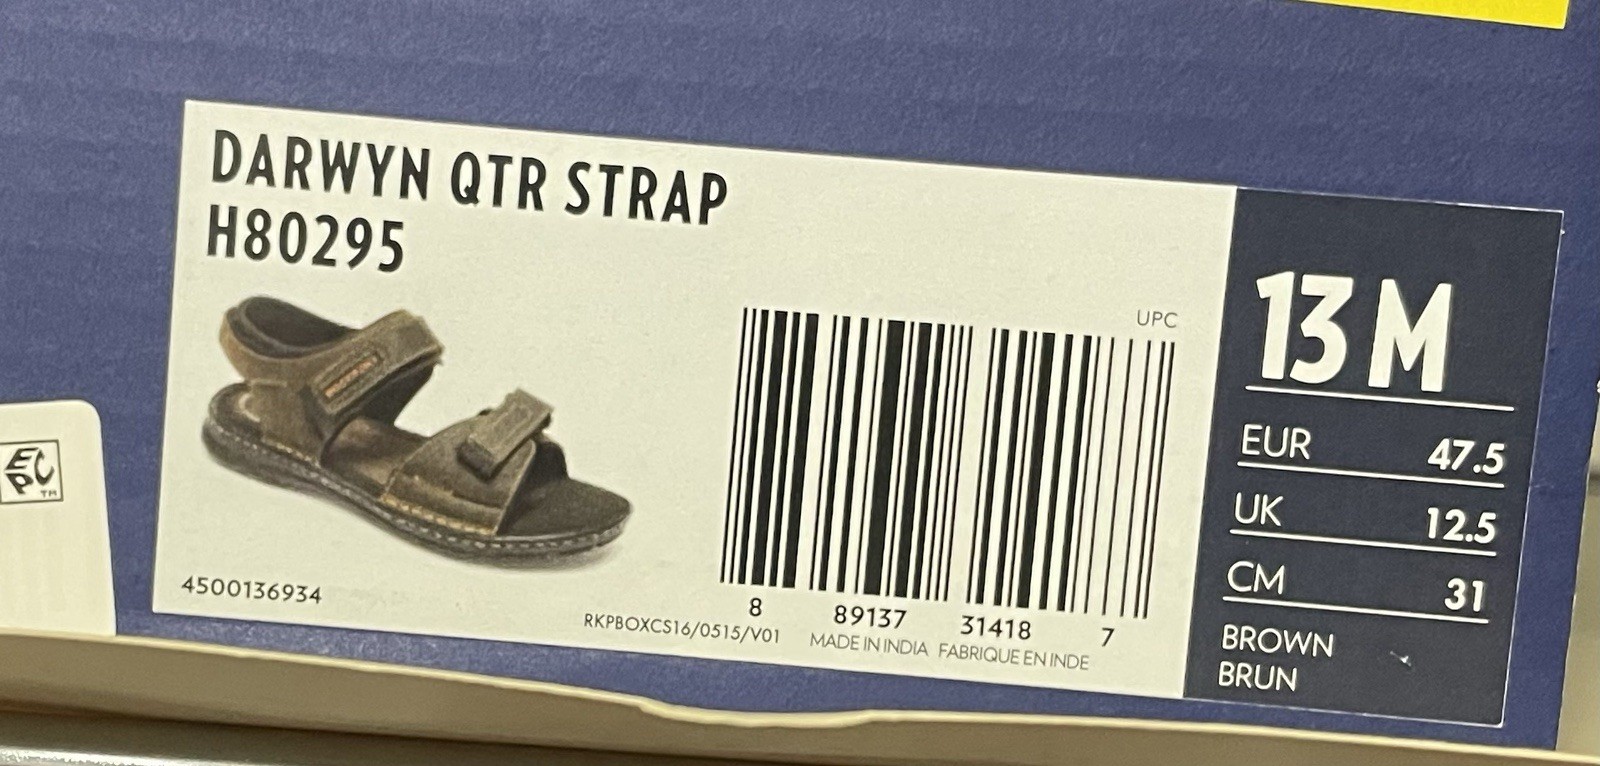 DARWYN QTR STRAP
H80295
UPC
13 M
EUR 47.5
UK 12.5
CM 31
BROWN
BRUN
8 89137 31418 7
4500136934
RKPBOXCS16/0515/V01
MADE IN INDIA FABRIQUE EN INDE
ECP™